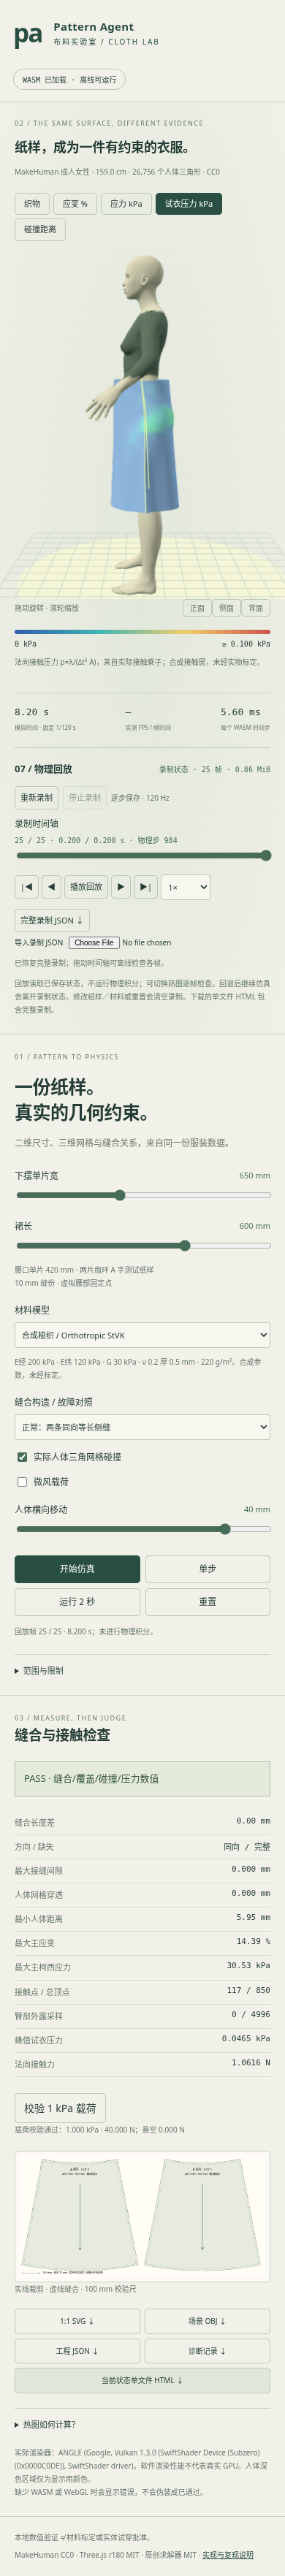 pa
Pattern Agent
布料实验室 / CLOTH LAB
WASM 已加载 · 离线可运行
02 / THE SAME SURFACE, DIFFERENT EVIDENCE
纸样，成为一件有约束的衣服。
MakeHuman 成人女性 · 159.0 cm · 26,756 个人体三角形 · CC0
织物
应变 %
应力 kPa
试衣压力 kPa
碰撞距离
拖动旋转 · 滚轮缩放
正面
侧面
背面
0 kPa
≥ 0.100 kPa
法向接触压力 p=λ/(Δt² A)，来自实际接触乘子；合成接触层，未经实物标定。
8.20 s
—
5.60 ms
模拟时间 · 固定 1/120 s
实测 FPS / 帧时间
每个 WASM 时间步
07 / 物理回放
录制状态 · 25 帧 · 0.86 MiB
重新录制
停止录制
逐步保存 · 120 Hz
录制时间轴
25 / 25 · 0.200 / 0.200 s · 物理步 984
|◀
◀
播放回放
▶
▶|
1×
完整录制 JSON ↓
导入录制 JSON
Choose File No file chosen
已恢复完整录制；拖动时间轴可离线检查各帧。
回放读取已保存状态，不运行物理积分；可切换热图逐帧检查。回退后继续仿
真会离开录制状态。修改纸样／材料或重置会清空录制。下载的单文件 HTML 包
含完整录制。
01 / PATTERN TO PHYSICS
一份纸样。
真实的几何约束。
二维尺寸、三维网格与缝合关系，来自同一份服装数据。
下摆单片宽
650 mm
裙长
600 mm
腰口单片 420 mm · 两片扇环 A 字测试纸样
10 mm 缝份 · 虚拟腰部固定点
材料模型
合成梭织 / Orthotropic StVK
E经 200 kPa · E纬 120 kPa · G 30 kPa · ν 0.2 厚 0.5 mm · 220 g/m²。合成参
数，未经标定。
缝合构造 / 故障对照
正常：两条同向等长侧缝
实际人体三角网格碰撞
微风载荷
人体横向移动
40 mm
开始仿真
单步
运行 2 秒
重置
回放帧 25 / 25 · 8.200 s；未进行物理积分。
范围与限制
03 / MEASURE, THEN JUDGE
缝合与接触检查
PASS · 缝合/覆盖/碰撞/压力数值
缝合长度差
0.00 mm
方向 / 缺失
同向 / 完整
最大接缝间隙
0.000 mm
人体网格穿透
0.000 mm
最小人体距离
5.95 mm
最大主应变
14.39 %
最大主柯西应力
30.53 kPa
接触点 / 总顶点
117 / 850
臀部外露采样
0 / 4996
峰值试衣压力
0.0465 kPa
法向接触力
1.0616 N
校验 1 kPa 载荷
载荷校验通过：1.000 kPa · 40.000 N；悬空 0.000 N
实线裁剪 · 虚线缝合 · 100 mm 校验尺
1:1 SVG ↓
场景 OBJ ↓
工程 JSON ↓
诊断记录 ↓
当前状态单文件 HTML ↓
热图如何计算?
实际渲染器：ANGLE (Google, Vulkan 1.3.0 (SwiftShader Device (Subzero)
(0x0000C0DE)), SwiftShader driver)。软件渲染性能不代表真实 GPU。人体深
色区域仅为显示用颜色。
缺少 WASM 或 WebGL 时会显示错误，不会伪装成已通过。
本地数值验证 ≠ 材料标定或实体试穿批准。
MakeHuman CC0 · Three.js r180 MIT · 原创求解器 MIT · 实现与复现说明